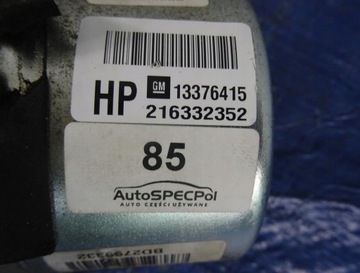 HP GM 13376415
216332352
85
AutoSPECPol
AUTO CZĘŚCI UŻYWANE